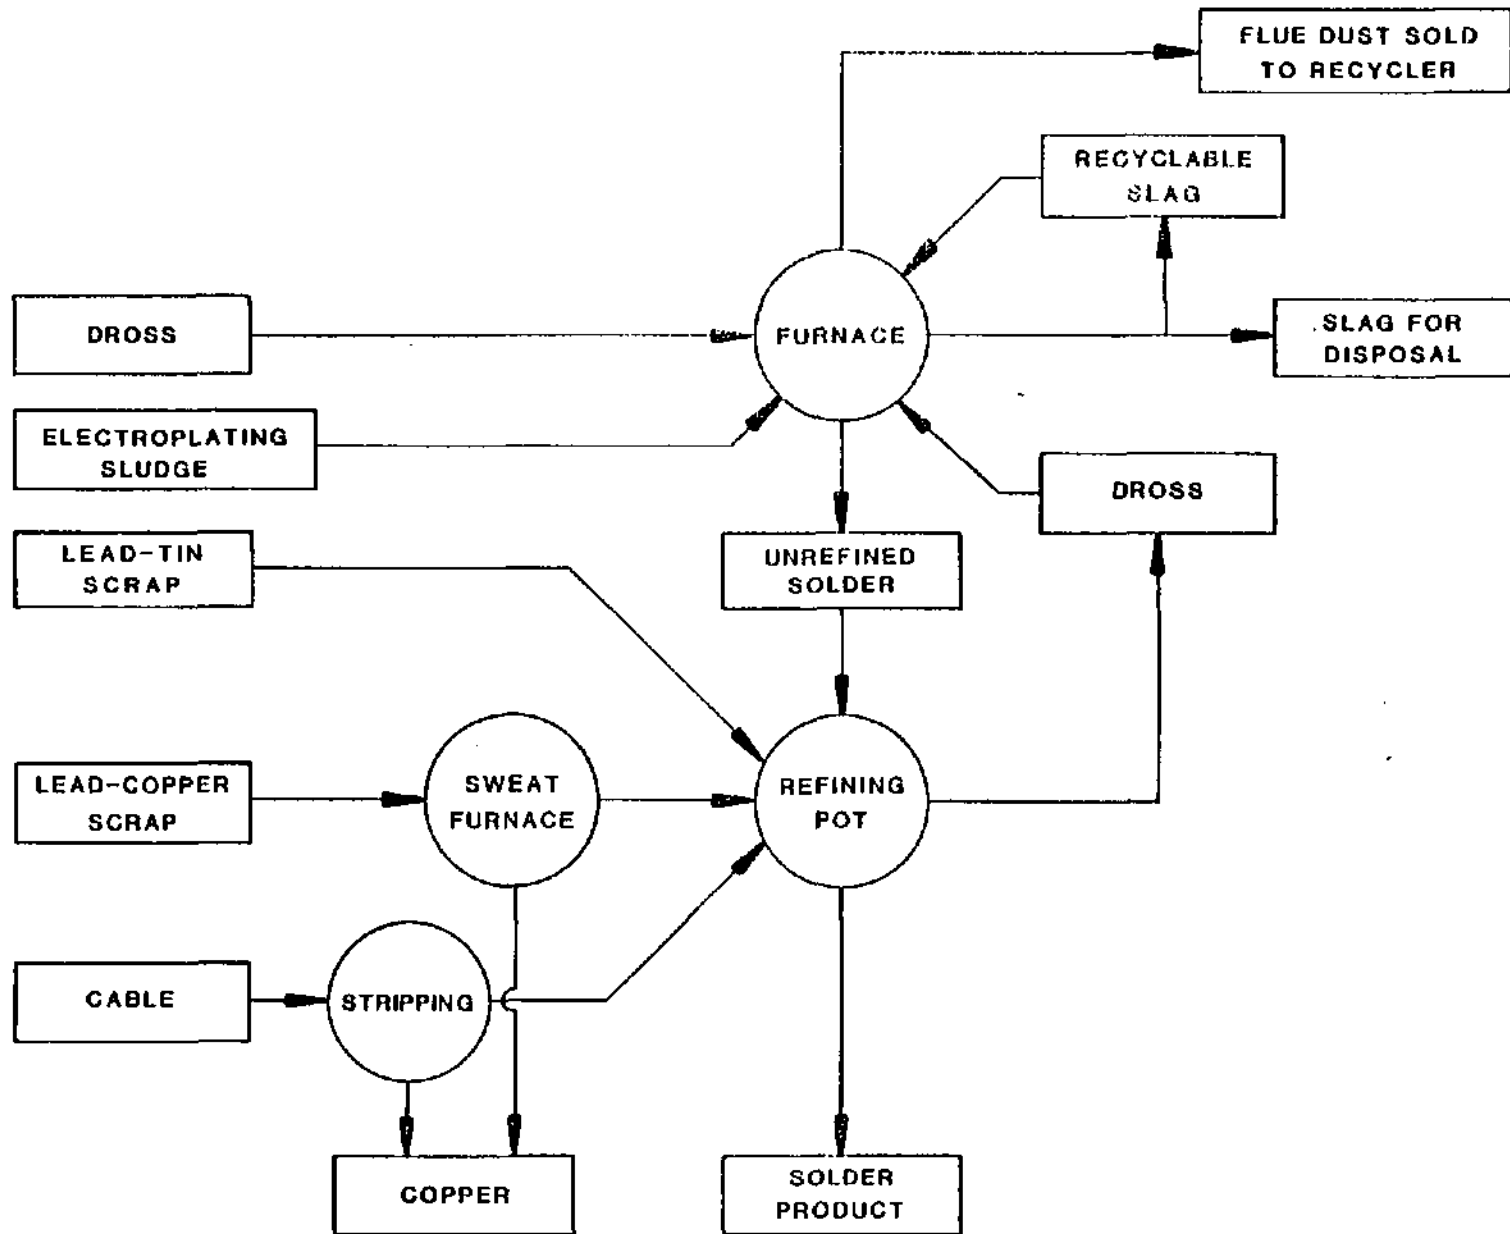 FLUE DUST SOLD
TO RECYCLER
RECYCLABLE
SLAG
DROSS
FURNACE
SLAG FOR
DISPOSAL
ELECTROPLATING
SLUDGE
DROSS
LEAD-TIN
SCRAP
UNREFINED
SOLDER
LEAD-COPPER
SCRAP
SWEAT
FURNACE
REFINING
POT
CABLE
STRIPPING
COPPER
SOLDER
PRODUCT